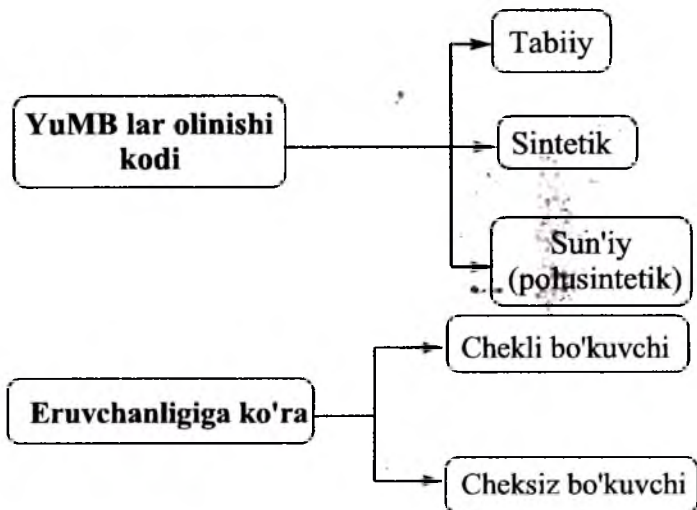 Tabiiy
YuMB lar olinishi
kodi
Sintetik
Sun'iy
(polusintetik)
Chekli bo'kuvchi
Eruvchanligiga ko'ra
Cheksiz bo'kuvchi